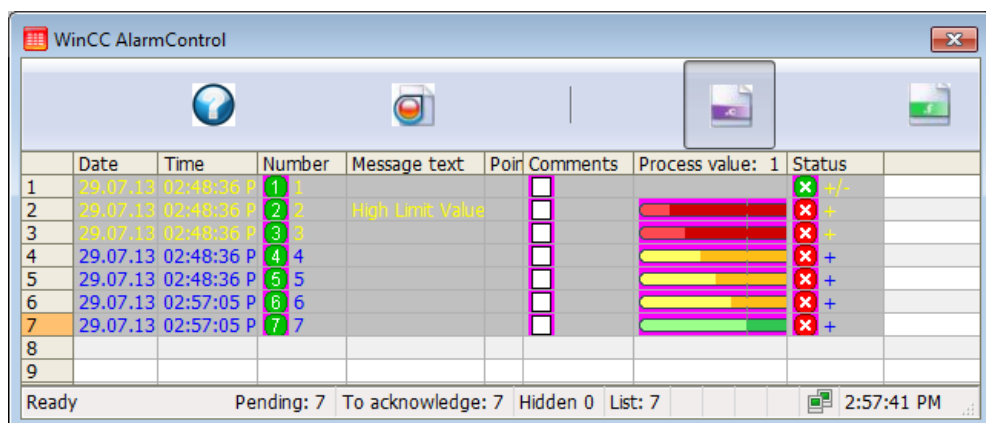 WinCC AlarmControl
Date Time Number Message text Poin Comments Process value: 1 Status
1 29.07.13 02:48:36 P 1 1 +/-
2 29.07.13 02:48:36 P 2 2 High Limit Value +
3 29.07.13 02:48:36 P 3 3 +
4 29.07.13 02:48:36 P 4 4 +
5 29.07.13 02:48:36 P 5 5 +
6 29.07.13 02:57:05 P 6 6 +
7 29.07.13 02:57:05 P 7 7 +
8
9
Ready Pending: 7 To acknowledge: 7 Hidden 0 List: 7 2:57:41 PM